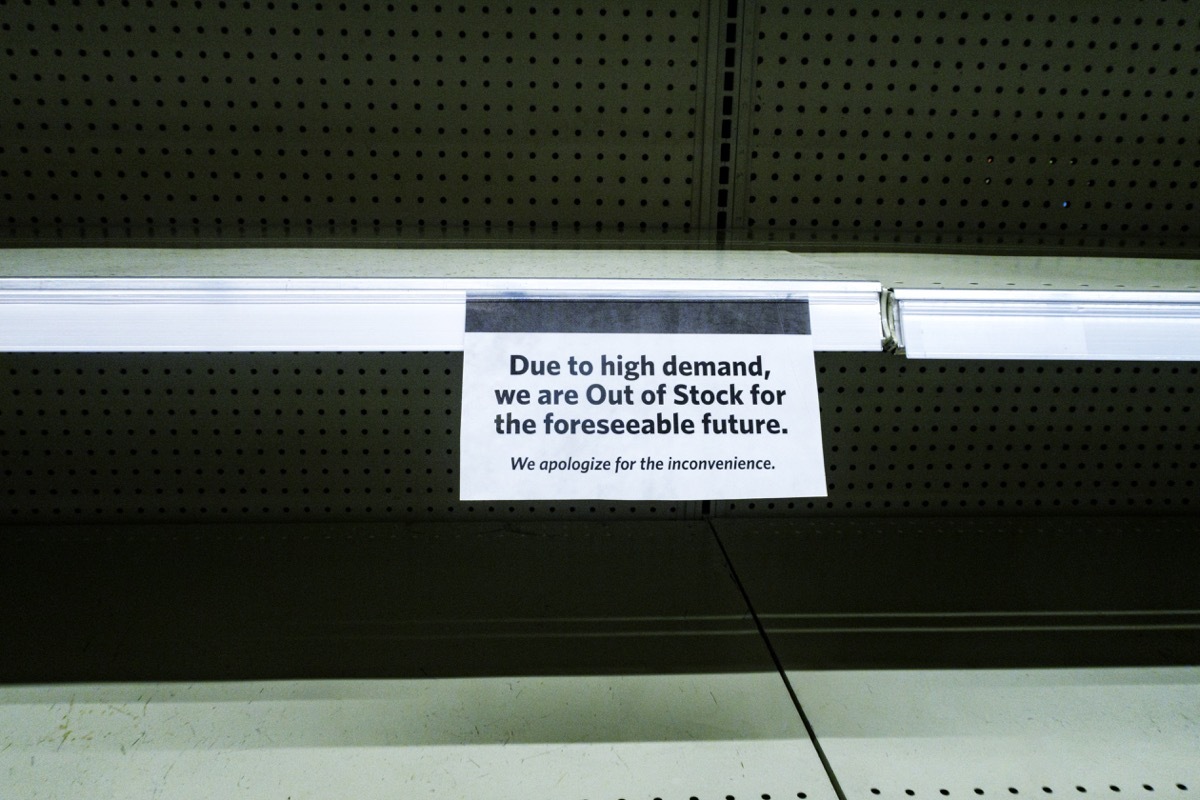 Due to high demand,
we are Out of Stock for
the foreseeable future.
We apologize for the inconvenience.